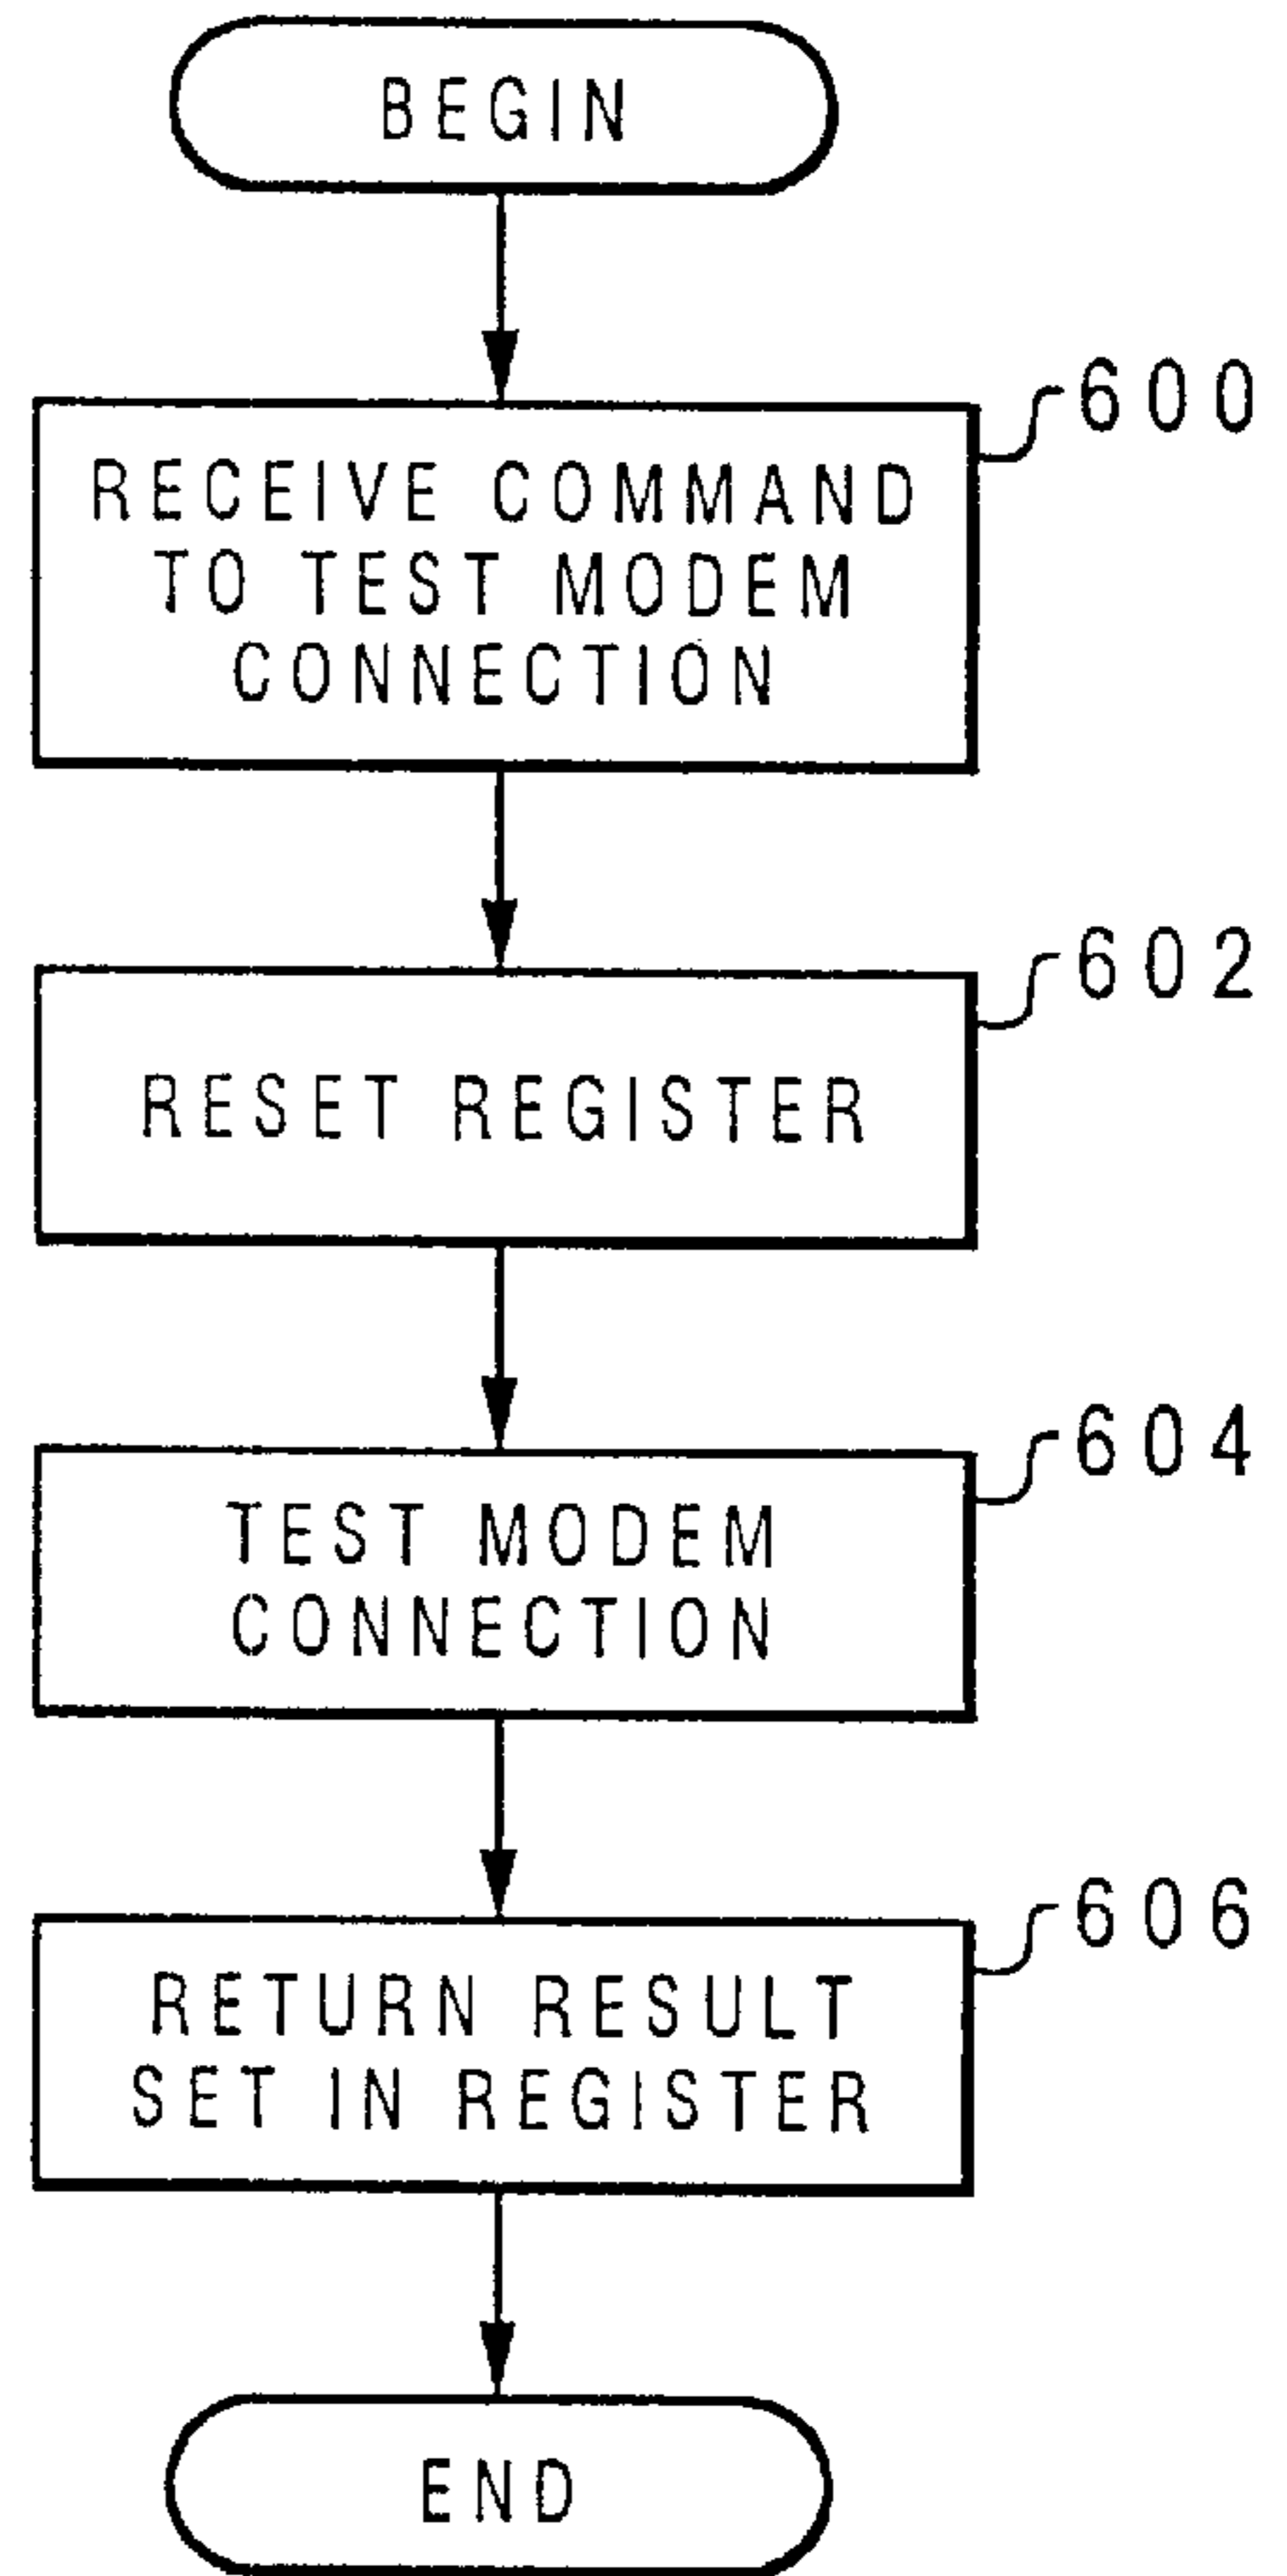 BEGIN
600
RECEIVE COMMAND
TO TEST MODEM
CONNECTION
602
RESET REGISTER
604
TEST MODEM
CONNECTION
606
RETURN RESULT
SET IN REGISTER
END